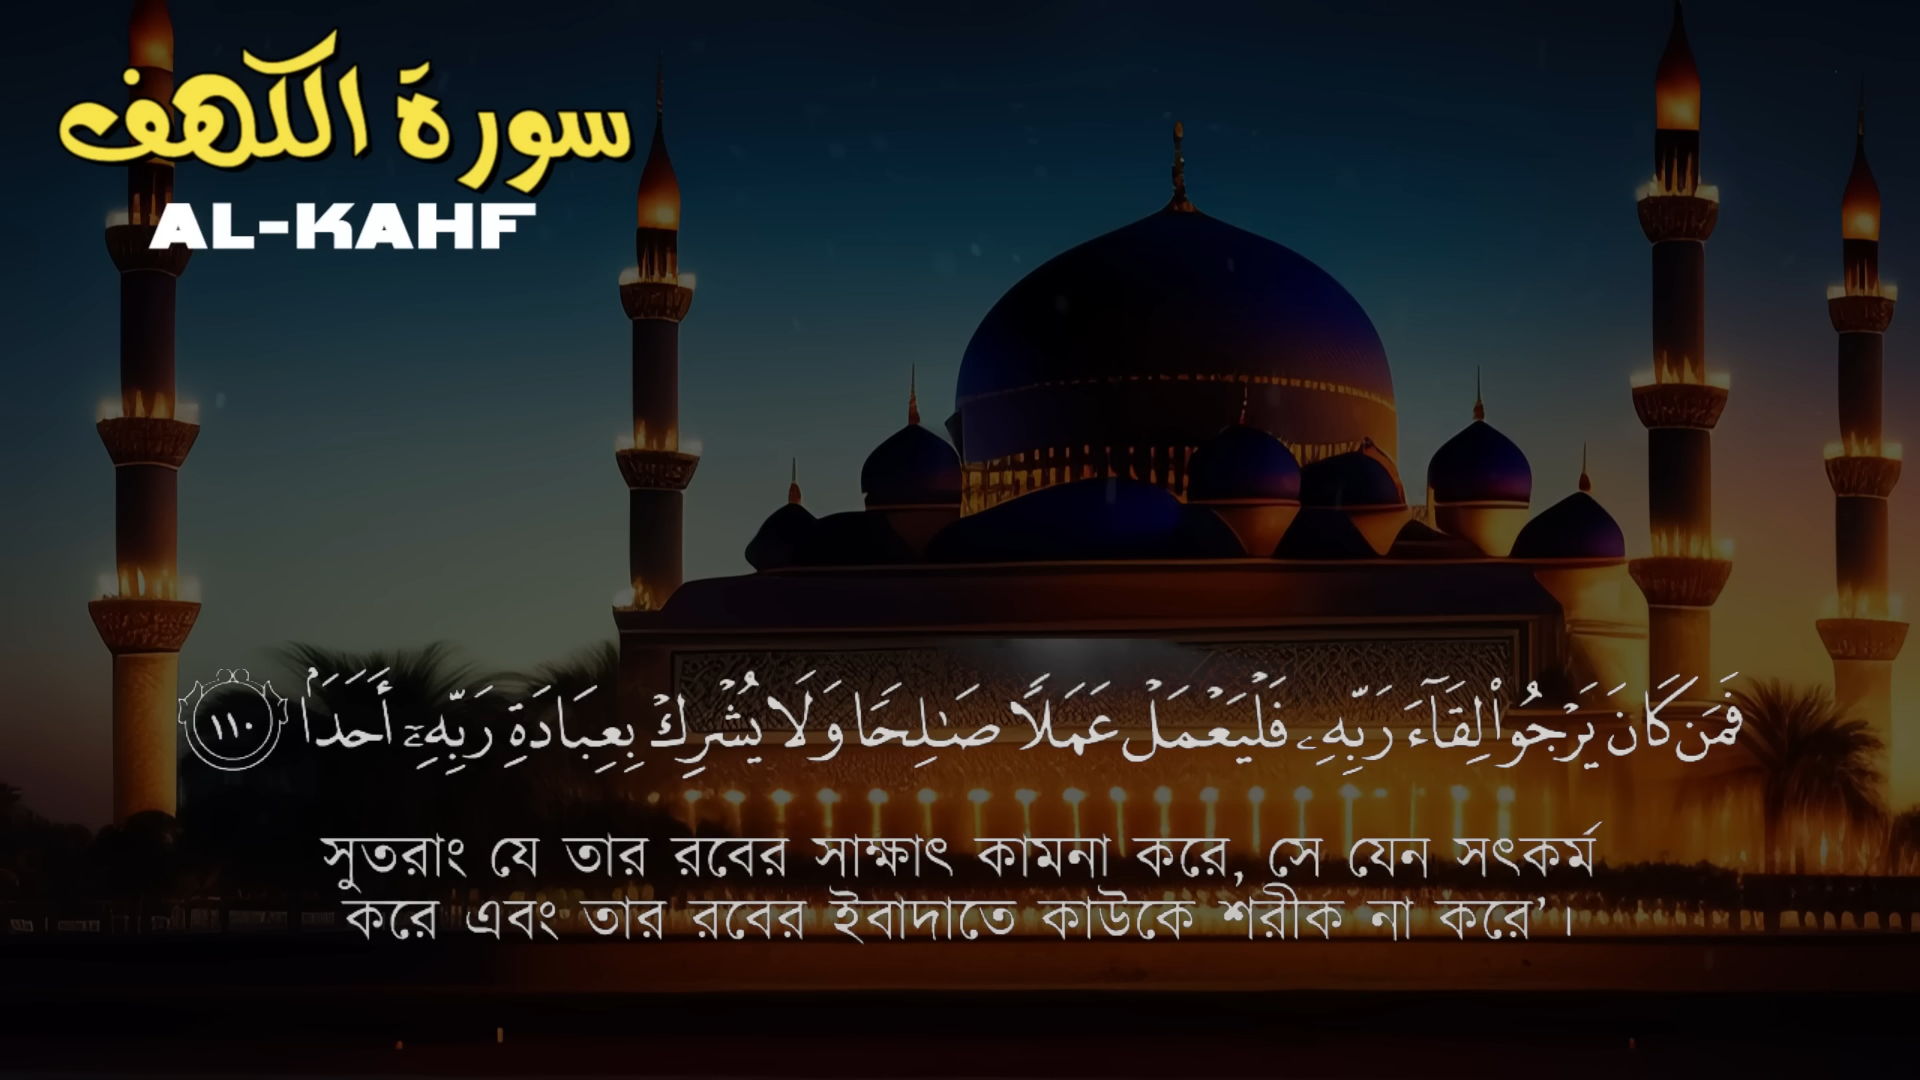 سورة الكهف
AL-KAHF
فَمَن كَانَ يَرۡجُواْ لِقَآءَ رَبِّهِۦ فَلۡيَعۡمَلۡ عَمَلٗا صَٰلِحٗا وَلَا يُشۡرِكۡ بِعِبَادَةِ رَبِّهِۦٓ أَحَدَۢا ١١٠
সুতরাং যে তার রবের সাক্ষাৎ কামনা করে, সে যেন সৎকর্ম
করে এবং তার রবের ইবাদাতে কাউকে শরীক না করে’।